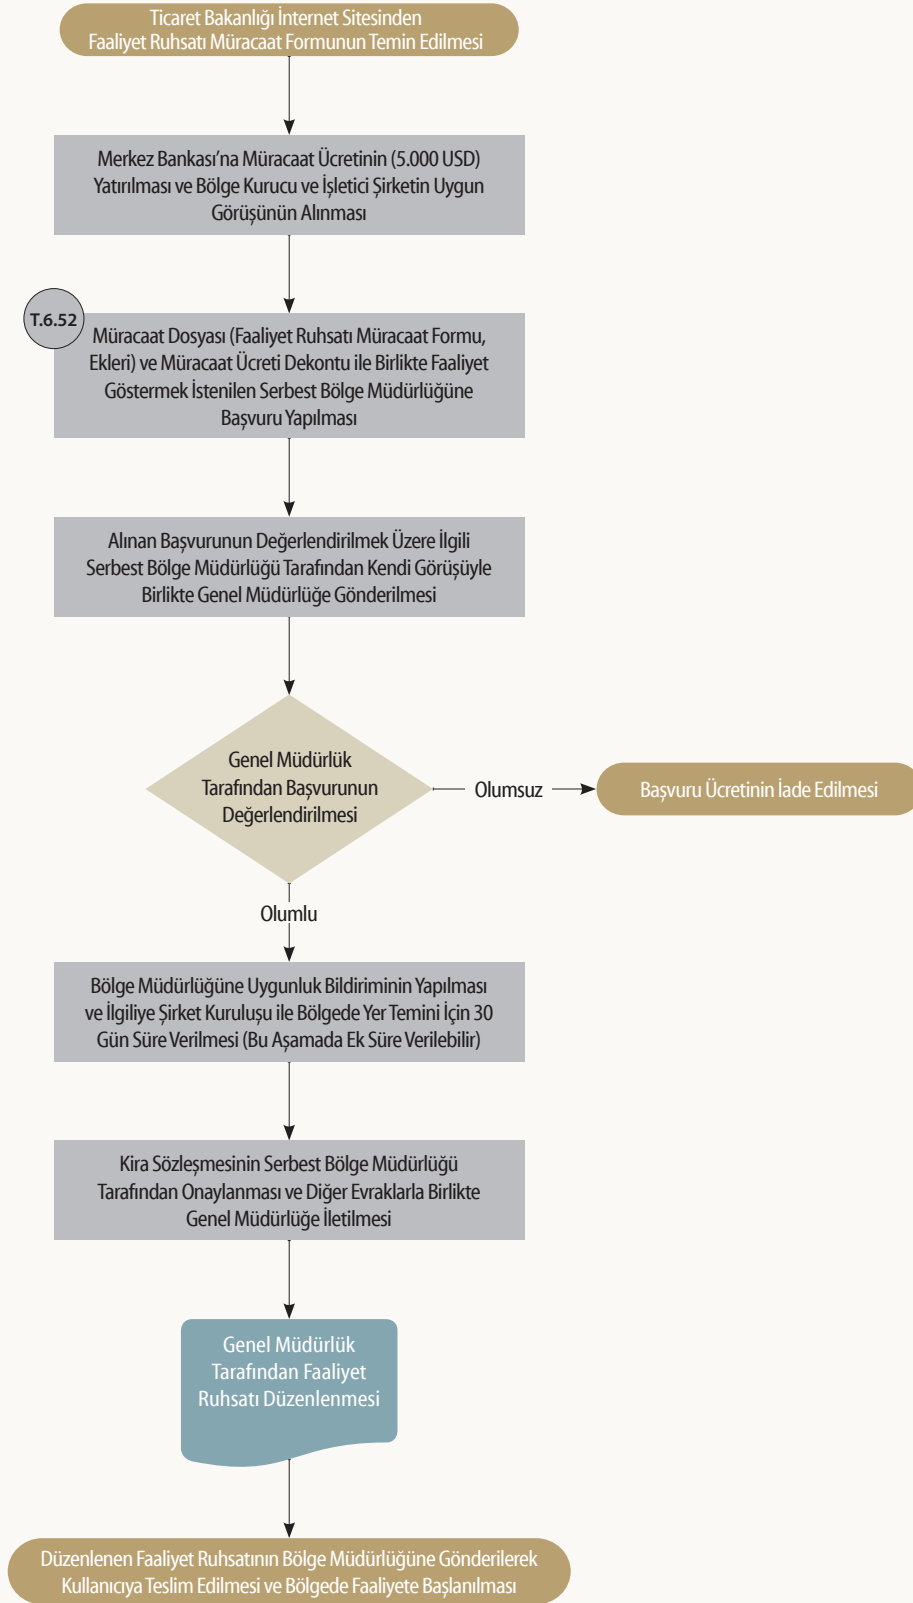 Ticaret Bakanlığı İnternet Sitesinden
Faaliyet Ruhsatı Müracaat Formunun Temin Edilmesi
Merkez Bankası’na Müracaat Ücretinin (5.000 USD)
Yatırılması ve Bölge Kurucu ve İşletici Şirketin Uygun
Görüşünün Alınması
T.6.52
Müracaat Dosyası (Faaliyet Ruhsatı Müracaat Formu,
Ekleri) ve Müracaat Ücreti Dekontu ile Birlikte Faaliyet
Göstermek İstenilen Serbest Bölge Müdürlüğüne
Başvuru Yapılması
Alınan Başvurunun Değerlendirilmek Üzere İlgili
Serbest Bölge Müdürlüğü Tarafından Kendi Görüşüyle
Birlikte Genel Müdürlüğe Gönderilmesi
Genel Müdürlük
Tarafından Başvurunun
Değerlendirilmesi
Olumsuz
Başvuru Ücretinin İade Edilmesi
Olumlu
Bölge Müdürlüğüne Uygunluk Bildiriminin Yapılması
ve İlgiliye Şirket Kuruluşu ile Bölgede Yer Temini İçin 30
Gün Süre Verilmesi (Bu Aşamada Ek Süre Verilebilir)
Kira Sözleşmesinin Serbest Bölge Müdürlüğü
Tarafından Onaylanması ve Diğer Evraklarla Birlikte
Genel Müdürlüğe İletilmesi
Genel Müdürlük
Tarafından Faaliyet
Ruhsatı Düzenlenmesi
Düzenlenen Faaliyet Ruhsatının Bölge Müdürlüğüne Gönderilerek
Kullanıcıya Teslim Edilmesi ve Bölgede Faaliyete Başlanılması